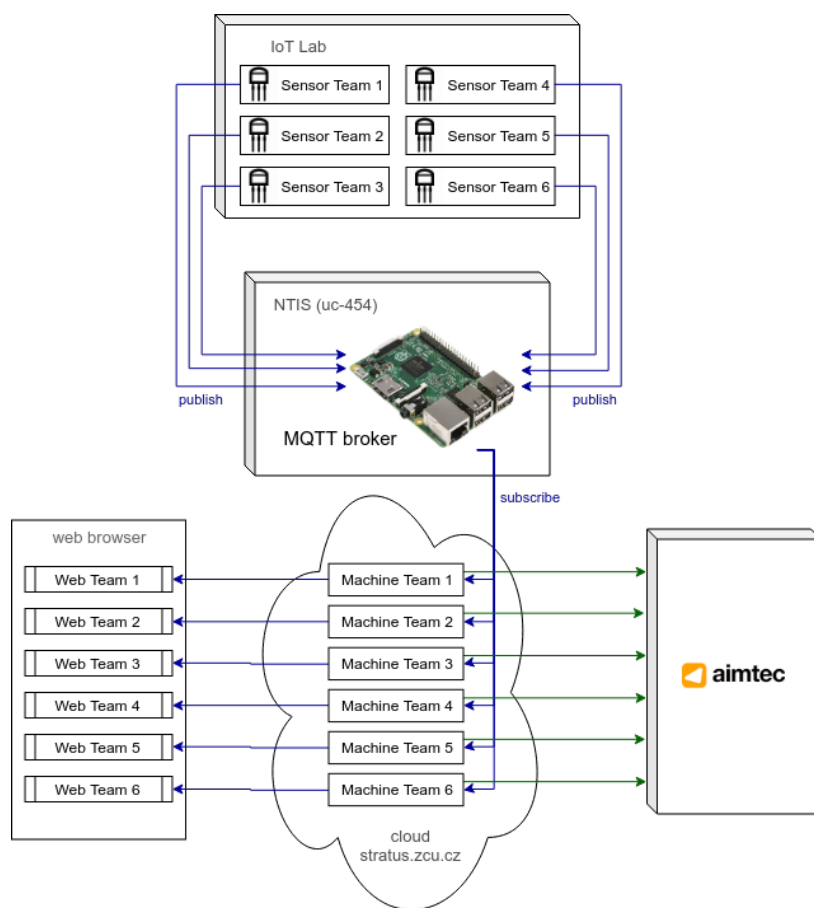 IoT Lab
Sensor Team 1
Sensor Team 4
Sensor Team 2
Sensor Team 5
Sensor Team 3
Sensor Team 6
NTIS (uc-454)
publish
publish
MQTT broker
subscribe
web browser
Web Team 1
Machine Team 1
Web Team 2
Machine Team 2
Web Team 3
Machine Team 3
aimtec
Web Team 4
Machine Team 4
Web Team 5
Machine Team 5
Web Team 6
Machine Team 6
cloud
stratus.zcu.cz